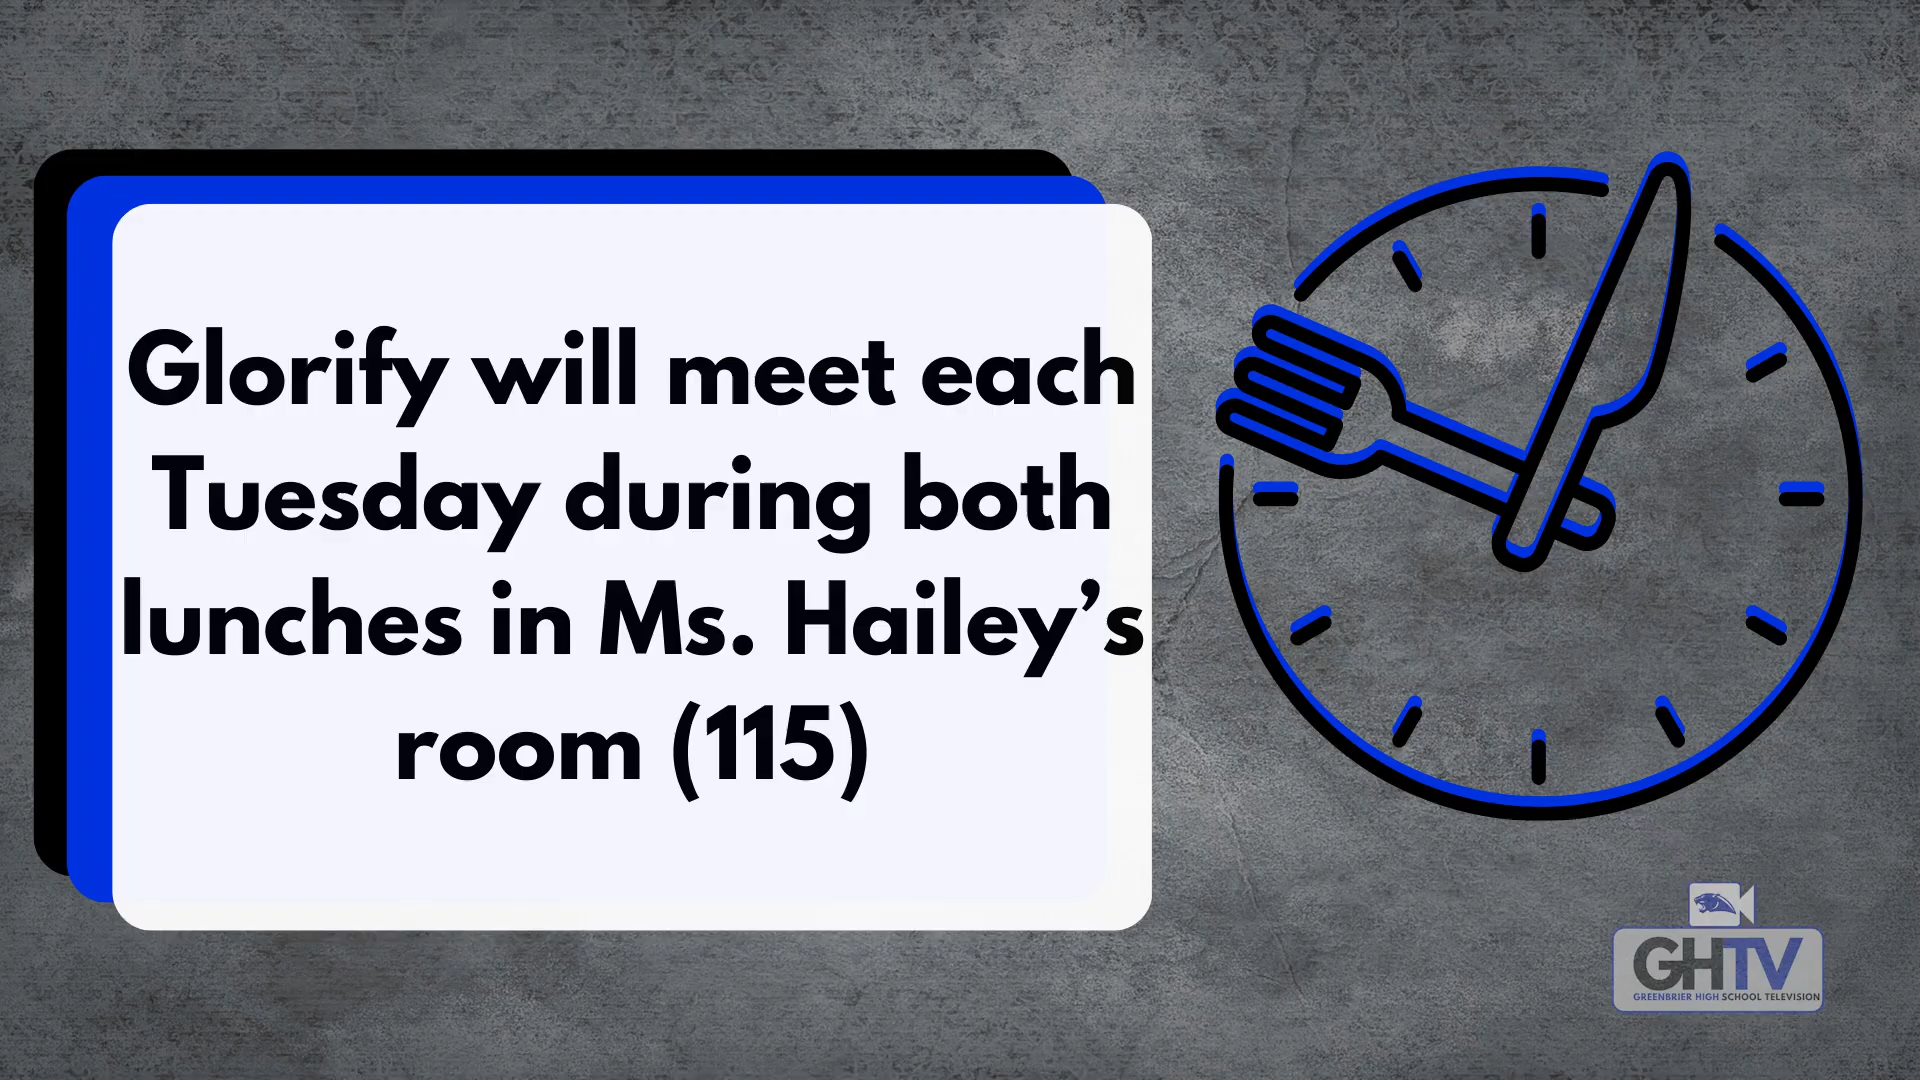 Glorify will meet each
Tuesday during both
lunches in Ms. Hailey’s
room (115)
GHTV
GREENBRIER HIGH SCHOOL TELEVISION